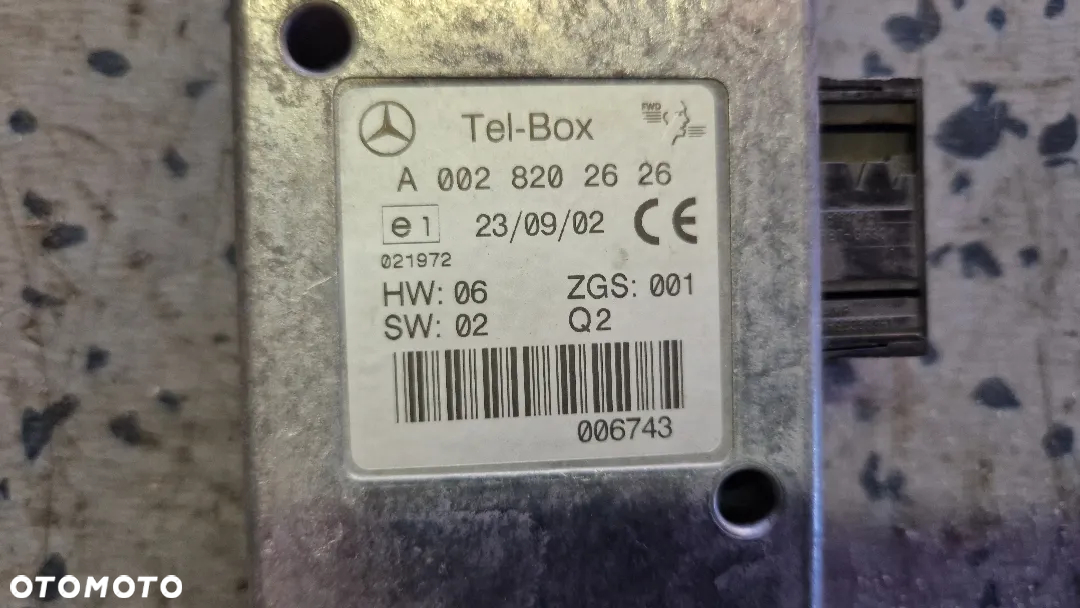 Tel-Box
FWD
A 002 820 26 26
e1 23/09/02 CE
021972
HW: 06 ZGS: 001
SW: 02 Q2
006743
OTOMOTO